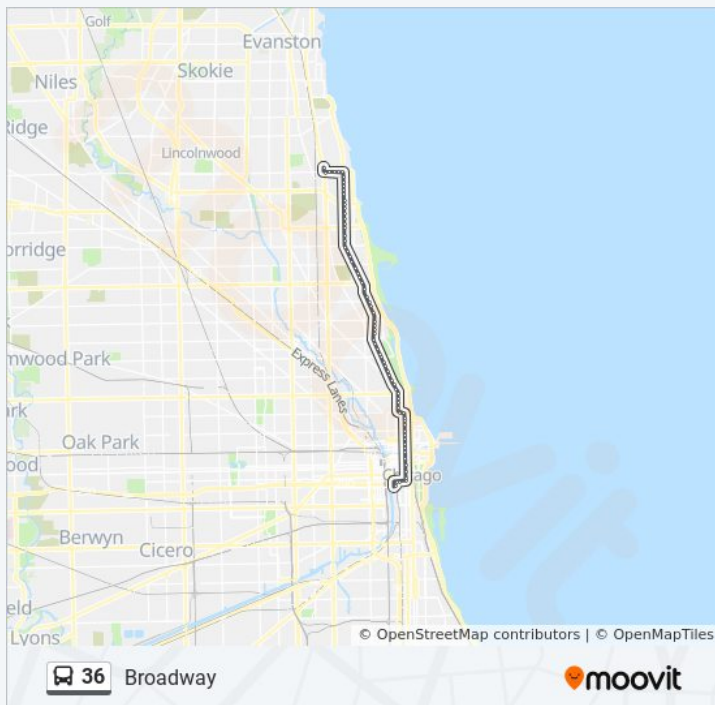 Golf
Evanston
Skokie
Niles
Ridge
Lincolnwood
orridge
mwood Park
Express Lanes
ark
Oak Park
ood
Chicago
Berwyn
Cicero
eld
Lyons
© OpenStreetMap contributors | © OpenMapTiles
36 Broadway
moovit